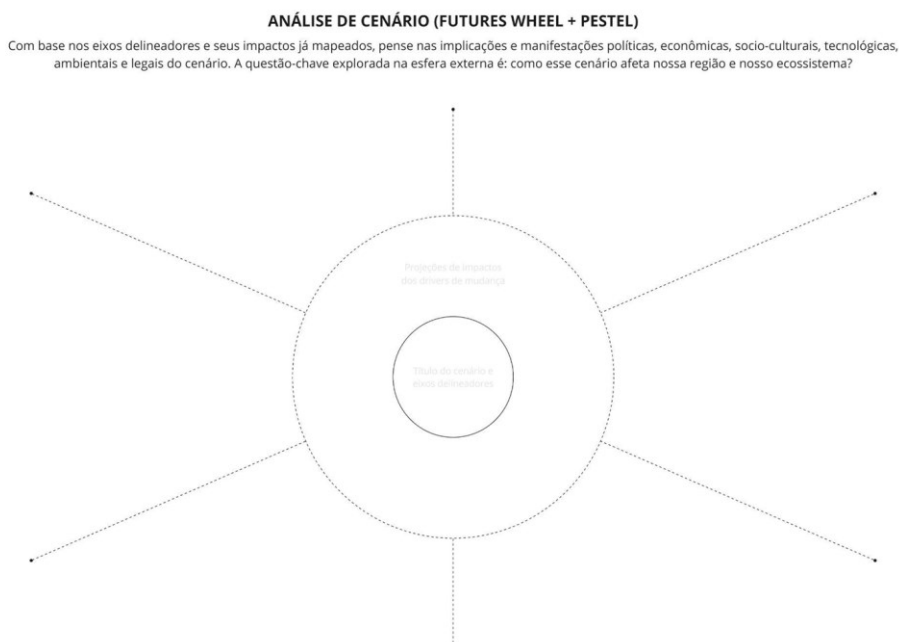 ANÁLISE DE CENÁRIO (FUTURES WHEEL + PESTEL)
Com base nos eixos delineadores e seus impactos já mapeados, pense nas implicações e manifestações políticas, econômicas, socio-culturais, tecnológicas,
ambientais e legais do cenário. A questão-chave explorada na esfera externa é: como esse cenário afeta nossa região e nosso ecossistema?
Projeções de impactos
dos drivers de mudança
Título do cenário e
eixos delineadores